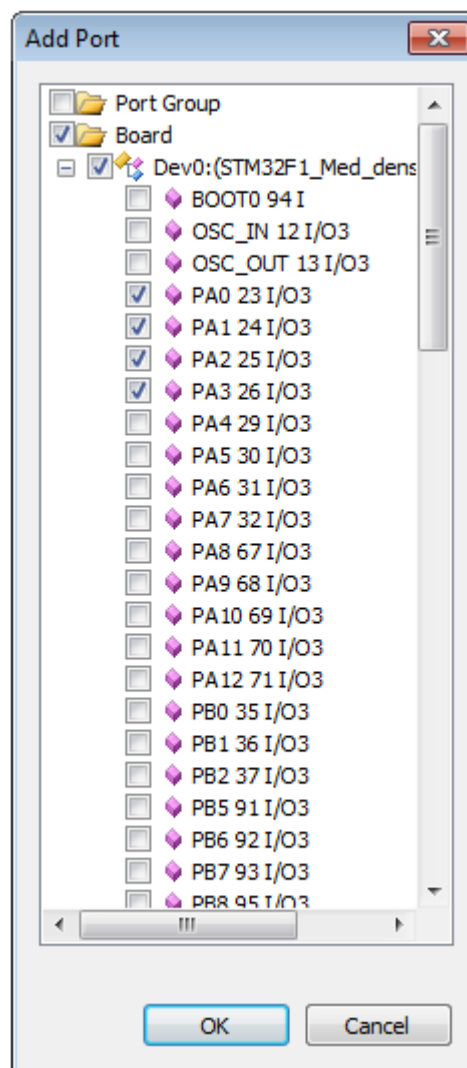 Add Port
Port Group
Board
Dev0:(STM32F1_Med_dens
BOOT0 94 I
OSC_IN 12 I/O3
OSC_OUT 13 I/O3
PA0 23 I/O3
PA1 24 I/O3
PA2 25 I/O3
PA3 26 I/O3
PA4 29 I/O3
PA5 30 I/O3
PA6 31 I/O3
PA7 32 I/O3
PA8 67 I/O3
PA9 68 I/O3
PA10 69 I/O3
PA11 70 I/O3
PA12 71 I/O3
PB0 35 I/O3
PB1 36 I/O3
PB2 37 I/O3
PB5 91 I/O3
PB6 92 I/O3
PB7 93 I/O3
PB8 95 I/O3
OK Cancel